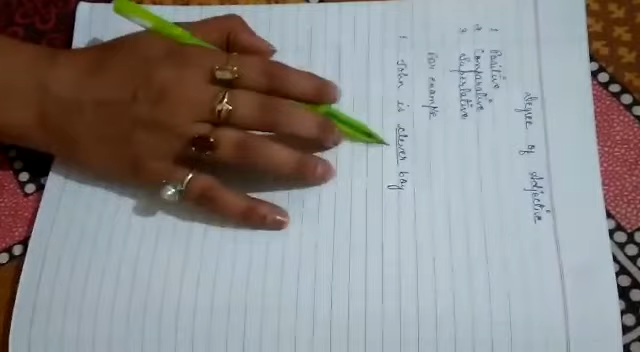 Degree of Adjective
1 Positive
2 Comparative
3 Superlative
For example
1 John is clever boy